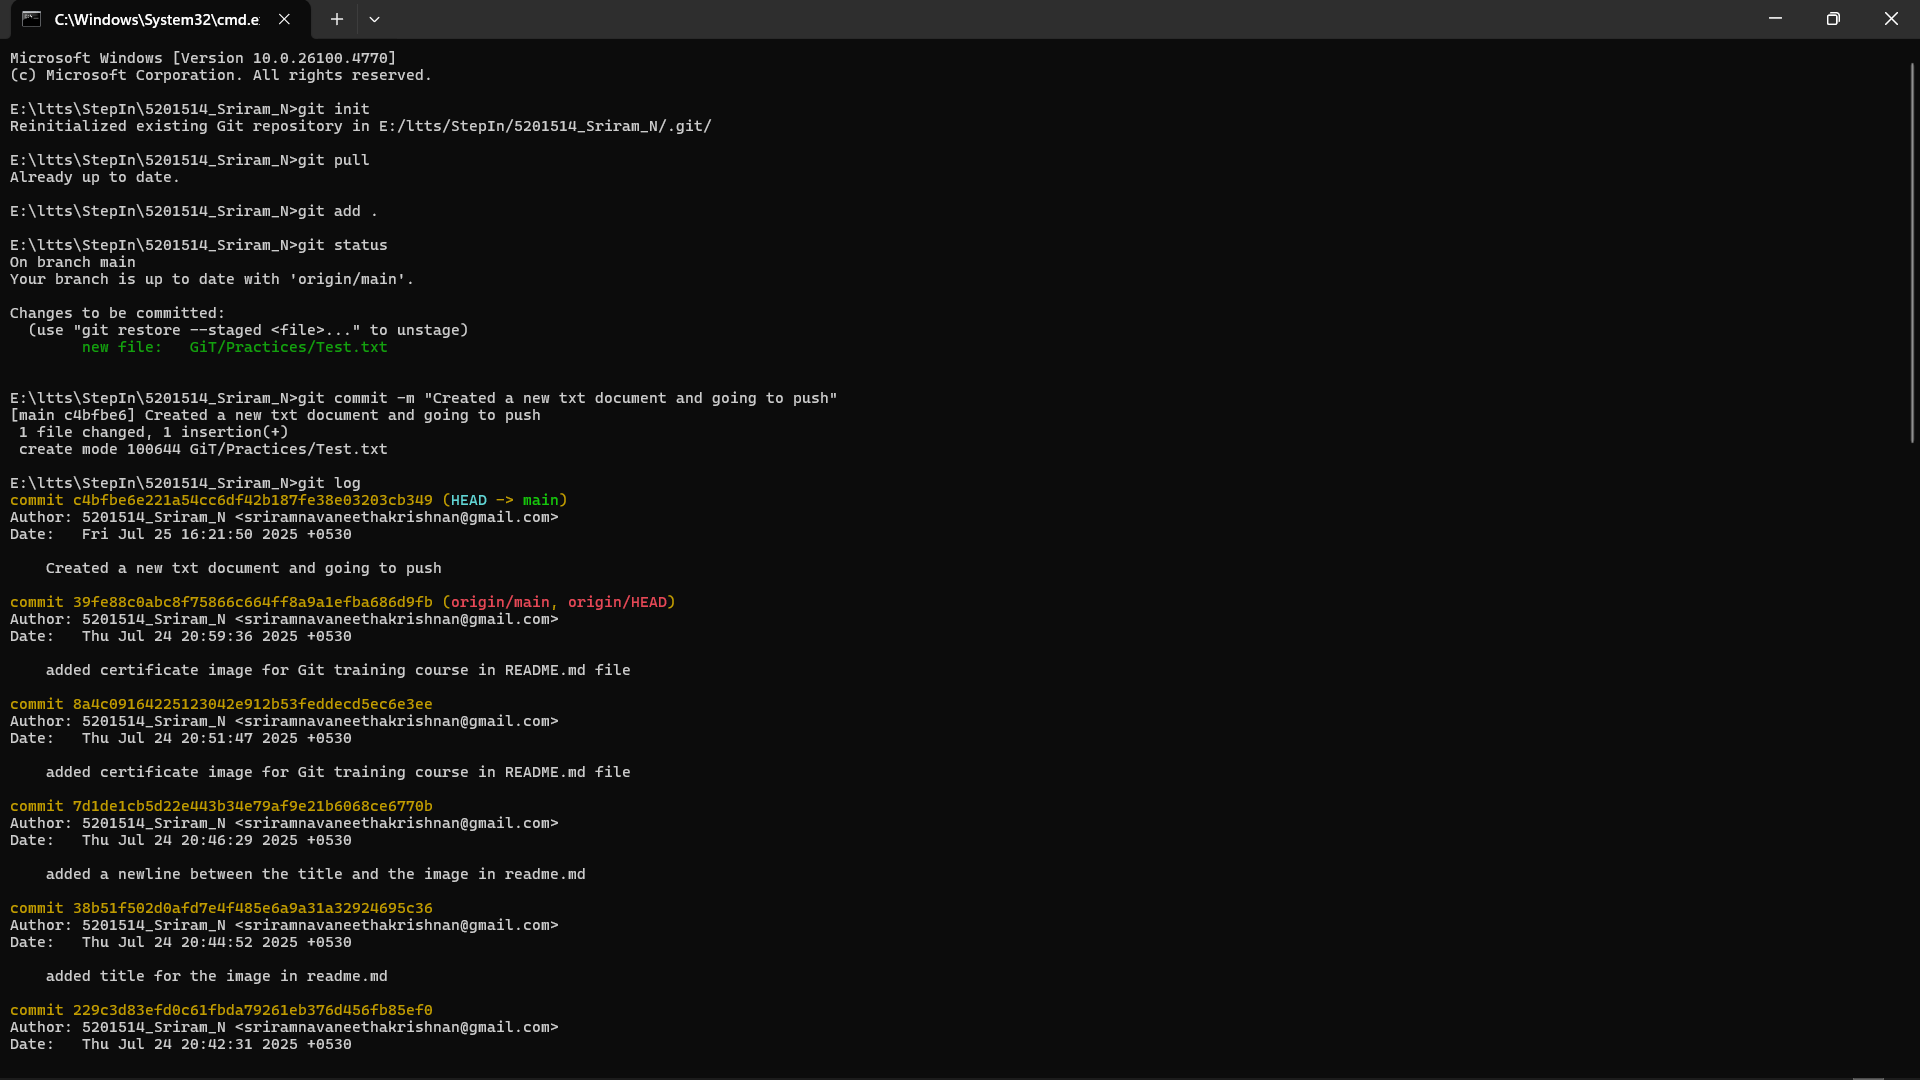 C:\Windows\System32\cmd.e
Microsoft Windows [Version 10.0.26100.4770]
(c) Microsoft Corporation. All rights reserved.
E:\ltts\StepIn\5201514_Sriram_N>git init
Reinitialized existing Git repository in E:/ltts/StepIn/5201514_Sriram_N/.git/
E:\ltts\StepIn\5201514_Sriram_N>git pull
Already up to date.
E:\ltts\StepIn\5201514_Sriram_N>git add .
E:\ltts\StepIn\5201514_Sriram_N>git status
On branch main
Your branch is up to date with 'origin/main'.
Changes to be committed:
  (use "git restore --staged <file>..." to unstage)
        new file:   GiT/Practices/Test.txt
E:\ltts\StepIn\5201514_Sriram_N>git commit -m "Created a new txt document and going to push"
[main c4bfbe6] Created a new txt document and going to push
 1 file changed, 1 insertion(+)
 create mode 100644 GiT/Practices/Test.txt
E:\ltts\StepIn\5201514_Sriram_N>git log
commit c4bfbe6e221a54cc6df42b187fe38e03203cb349 (HEAD -> main)
Author: 5201514_Sriram_N <sriramnavaneethakrishnan@gmail.com>
Date:   Fri Jul 25 16:21:50 2025 +0530
    Created a new txt document and going to push
commit 39fe88c0abc8f75866c664ff8a9a1efba686d9fb (origin/main, origin/HEAD)
Author: 5201514_Sriram_N <sriramnavaneethakrishnan@gmail.com>
Date:   Thu Jul 24 20:59:36 2025 +0530
    added certificate image for Git training course in README.md file
commit 8a4c09164225123042e912b53feddecd5ec6e3ee
Author: 5201514_Sriram_N <sriramnavaneethakrishnan@gmail.com>
Date:   Thu Jul 24 20:51:47 2025 +0530
    added certificate image for Git training course in README.md file
commit 7d1de1cb5d22e443b34e79af9e21b6068ce6770b
Author: 5201514_Sriram_N <sriramnavaneethakrishnan@gmail.com>
Date:   Thu Jul 24 20:46:29 2025 +0530
    added a newline between the title and the image in readme.md
commit 38b51f502d0afd7e4f485e6a9a31a32924695c36
Author: 5201514_Sriram_N <sriramnavaneethakrishnan@gmail.com>
Date:   Thu Jul 24 20:44:52 2025 +0530
    added title for the image in readme.md
commit 229c3d83efd0c61fbda79261eb376d456fb85ef0
Author: 5201514_Sriram_N <sriramnavaneethakrishnan@gmail.com>
Date:   Thu Jul 24 20:42:31 2025 +0530